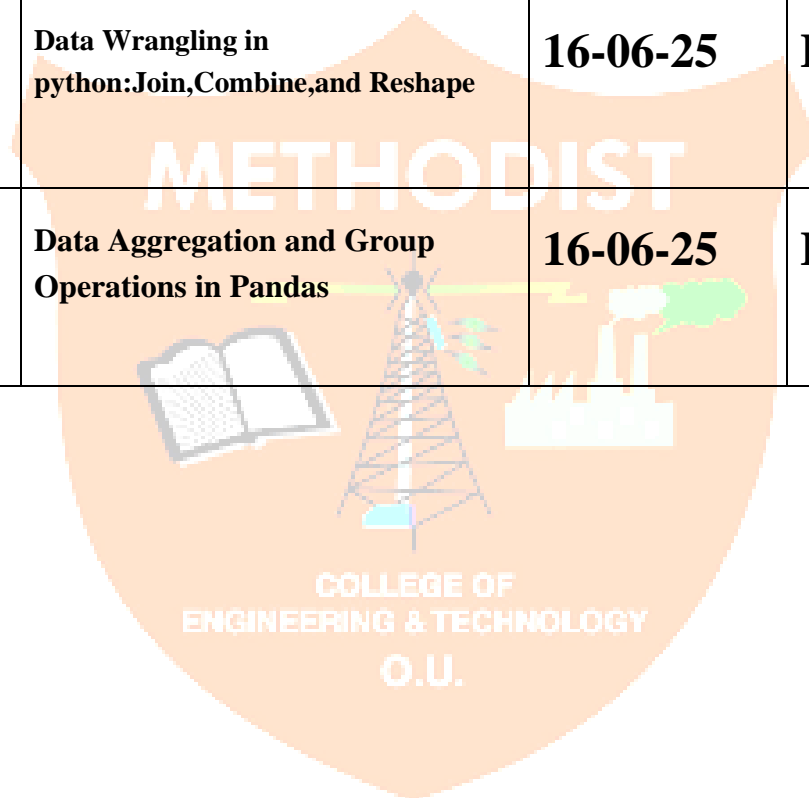 Data Wrangling in
python:Join,Combine,and Reshape
16-06-25
METHODIST
Data Aggregation and Group
Operations in Pandas
16-06-25
COLLEGE OF
ENGINEERING & TECHNOLOGY
O.U.